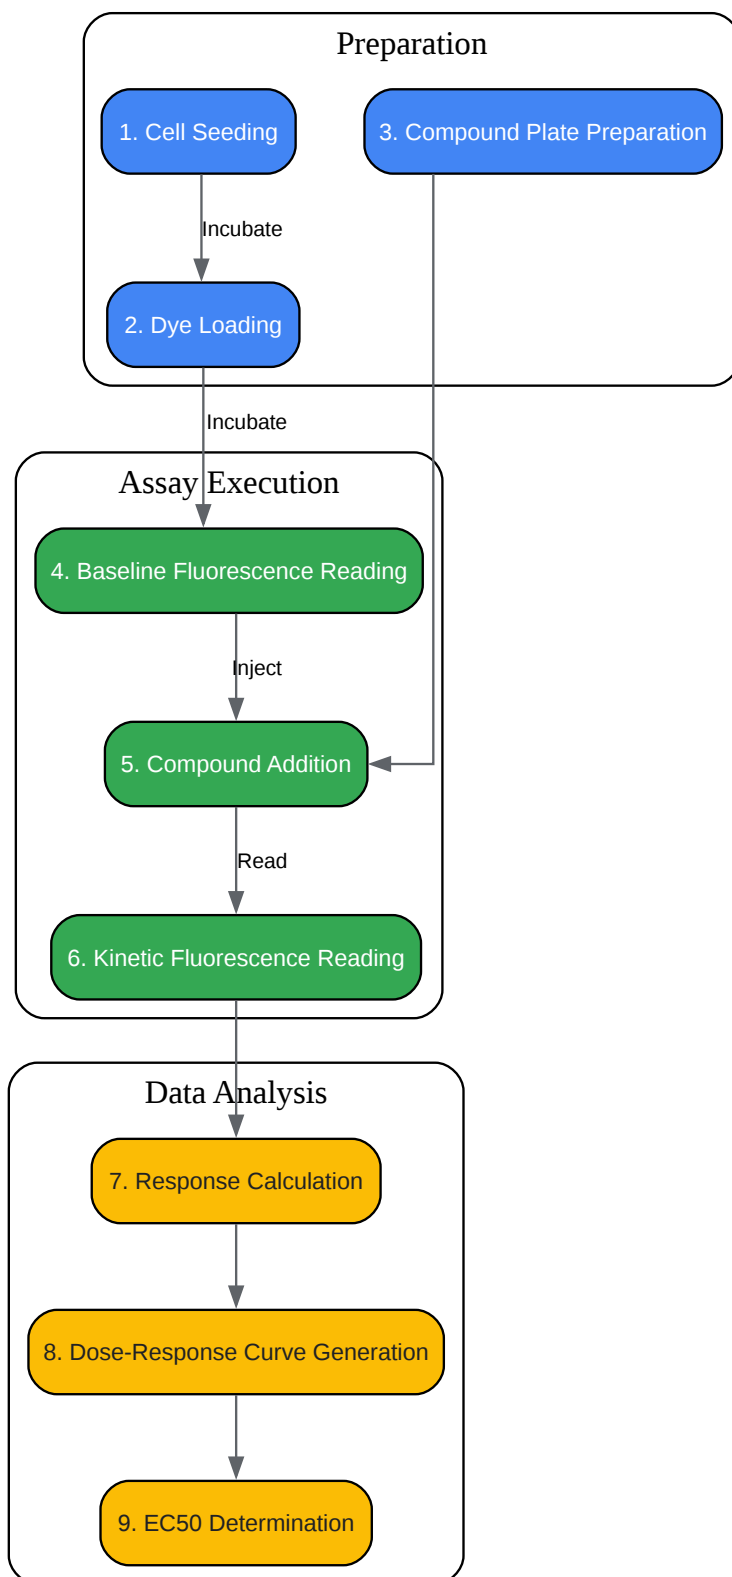 Preparation
1. Cell Seeding
3. Compound Plate Preparation
Incubate
2. Dye Loading
Incubate
Assay Execution
4. Baseline Fluorescence Reading
Inject
5. Compound Addition
Read
6. Kinetic Fluorescence Reading
Data Analysis
7. Response Calculation
8. Dose-Response Curve Generation
9. EC50 Determination